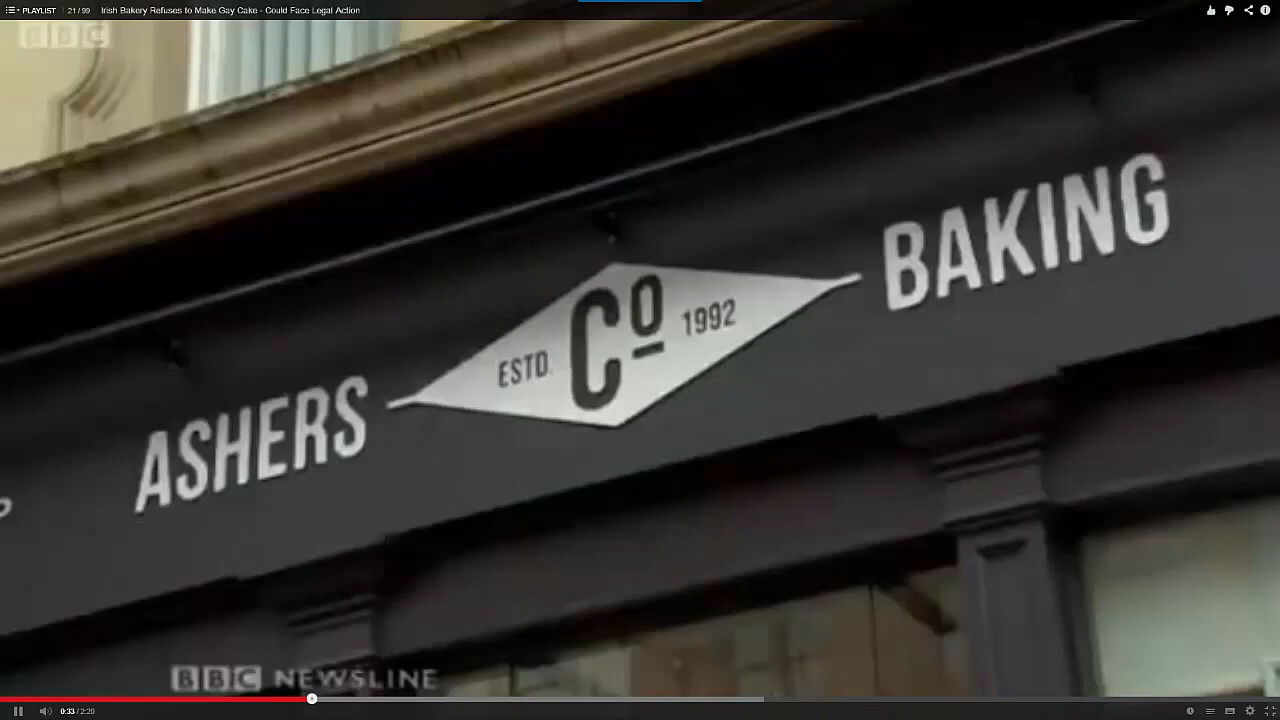 PLAYLIST 21 / 99 Irish Bakery Refuses to Make Gay Cake - Could Face Legal Action
BBC
ASHERS ESTD. Co 1992 BAKING
BBC NEWSLINE
0:33 / 2:20